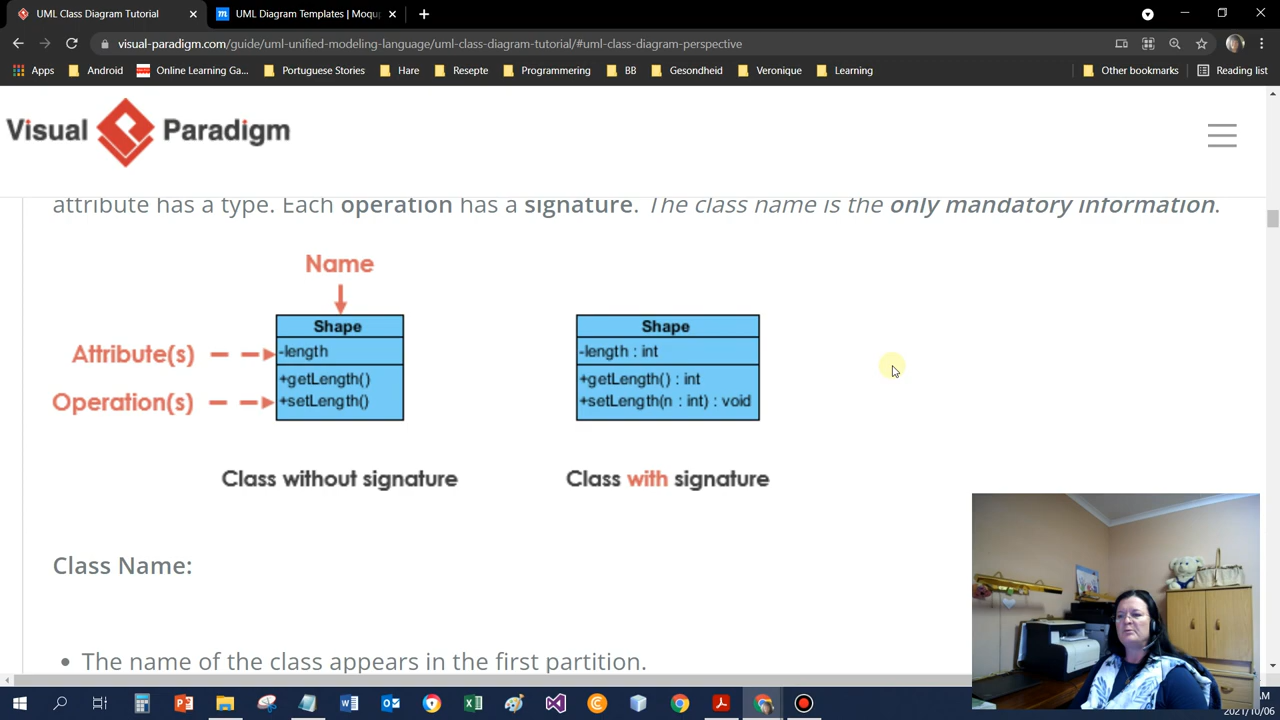 UML Class Diagram Tutorial
UML Diagram Templates | Moqu
visual-paradigm.com/guide/uml-unified-modeling-language/uml-class-diagram-tutorial/#uml-class-diagram-perspective
Apps Android Online Learning Ga... Portuguese Stories Hare Resepte Programming BB Gesondheid Veronique Learning Other bookmarks Reading list
Visual Paradigm
attribute has a type. Each operation has a signature. The class name is the only mandatory information.
Name
Shape
Attribute(s)
-length
Operation(s)
+getLength()
+setLength()
Class without signature
Shape
-length : int
+getLength() : int
+setLength(n : int) : void
Class with signature
Class Name:
• The name of the class appears in the first partition.
AM
2021/10/06